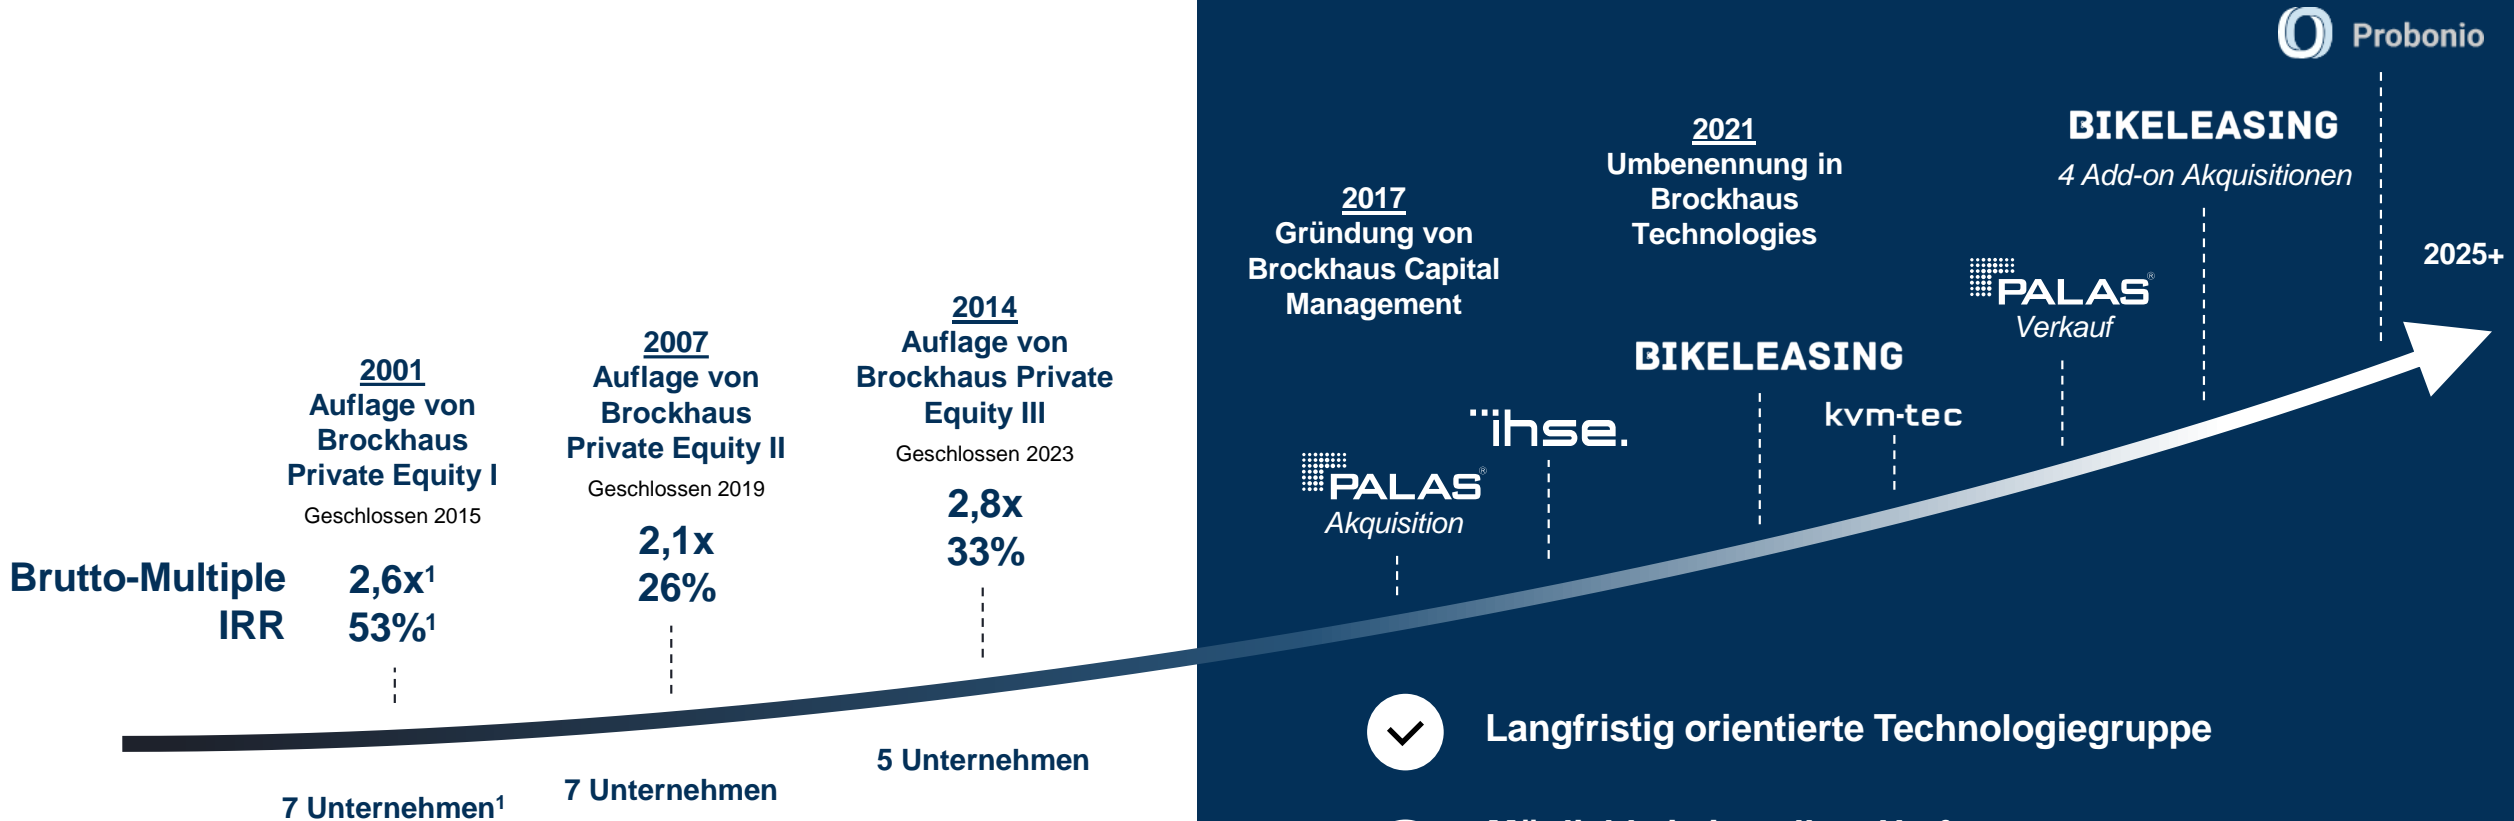 2001
Auflage von
Brockhaus
Private Equity I
Geschlossen 2015
Brutto-Multiple
IRR
2,6x¹
53%¹
7 Unternehmen¹
2007
Auflage von
Brockhaus
Private Equity II
Geschlossen 2019
2,1x
26%
7 Unternehmen
2014
Auflage von
Brockhaus Private
Equity III
Geschlossen 2023
2,8x
33%
5 Unternehmen
2017
Gründung von
Brockhaus Capital
Management
PALAS®
Akquisition
ihse.
2021
Umbenennung in
Brockhaus
Technologies
BIKELEASING
kvm-tec
PALAS®
Verkauf
BIKELEASING
4 Add-on Akquisitionen
Probonio
2025+
Langfristig orientierte Technologiegruppe